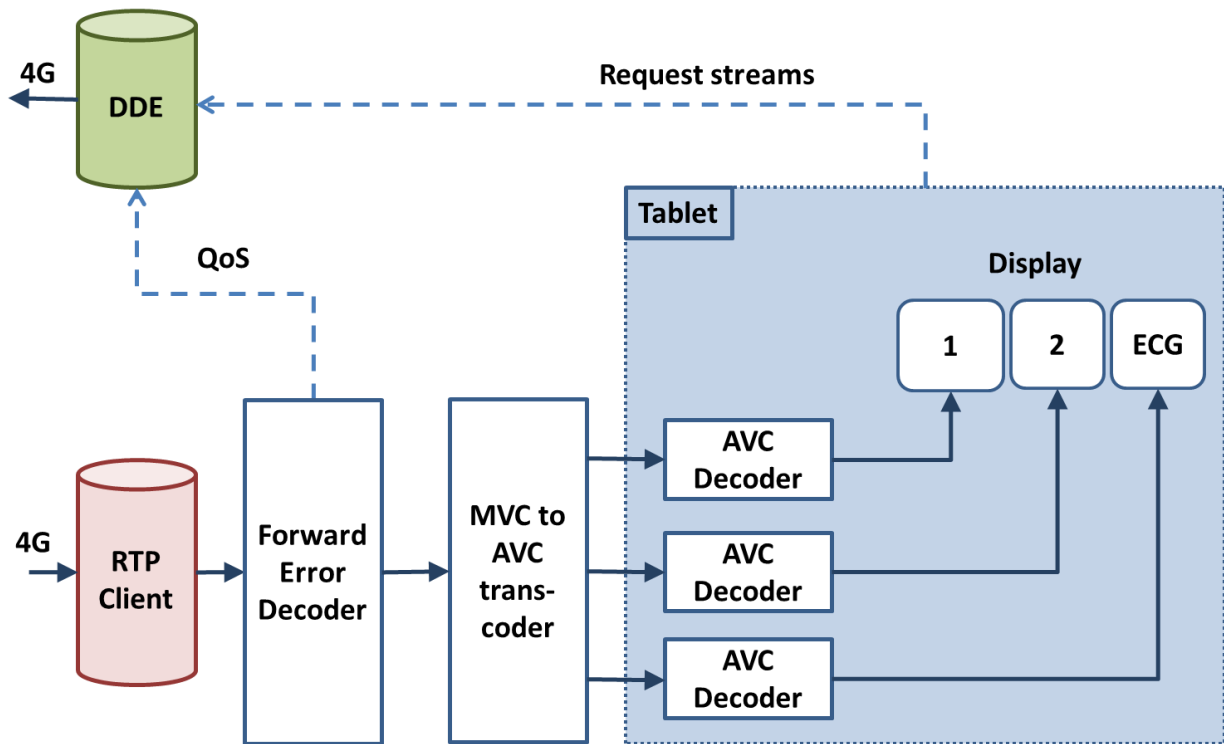 4G
DDE
Request streams
QoS
Tablet
Display
1
2
ECG
4G
RTP
Client
Forward
Error
Decoder
MVC to
AVC
trans-
coder
AVC
Decoder
AVC
Decoder
AVC
Decoder